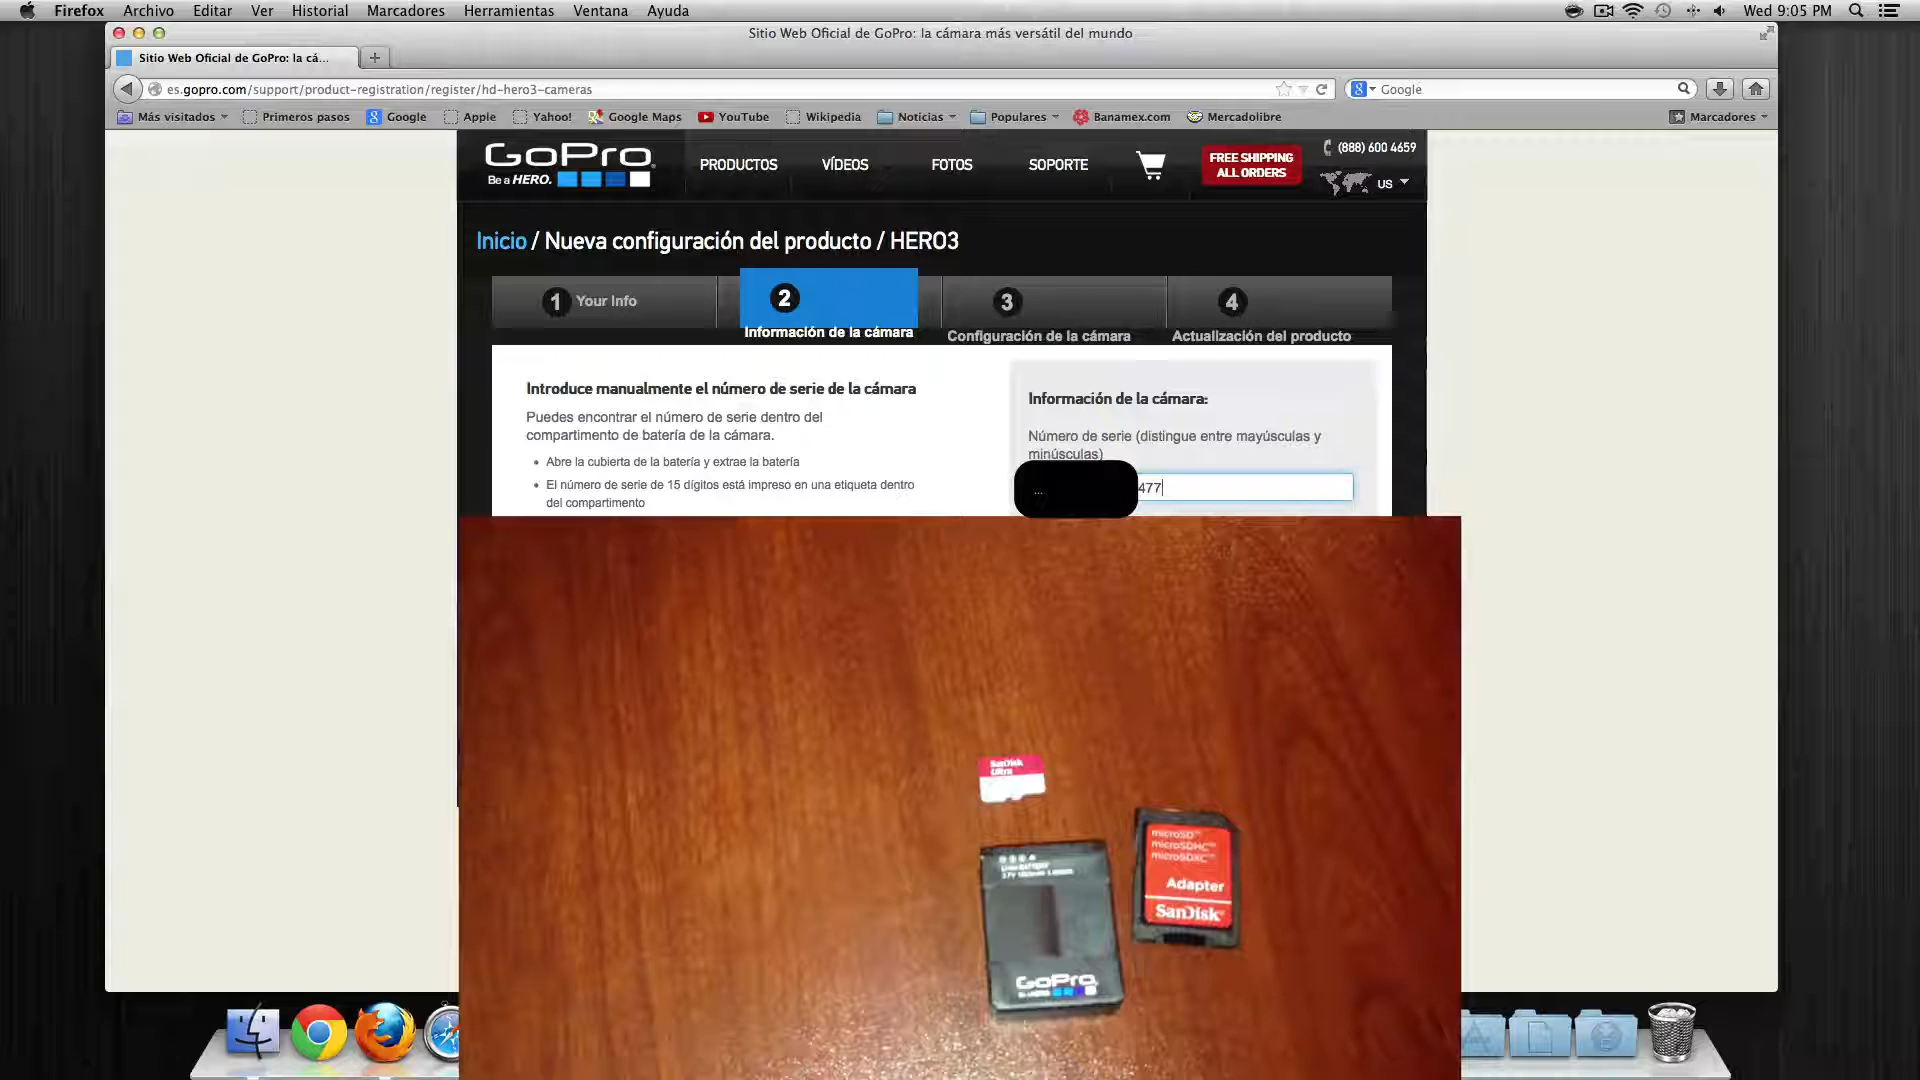 Firefox Archivo Editar Ver Historial Marcadores Herramientas Ventana Ayuda Wed 9:05 PM
Sitio Web Oficial de GoPro: la cámara más versátil del mundo
Sitio Web Oficial de GoPro: la cá...
es.gopro.com/support/product-registration/register/hd-hero3-cameras Google
Más visitados Primeros pasos Google Apple Yahoo! Google Maps YouTube Wikipedia Noticias Populares Banamex.com Mercadolibre Marcadores
GoPro
Be a HERO.
PRODUCTOS VÍDEOS FOTOS SOPORTE
FREE SHIPPING
ALL ORDERS
(888) 600 4659
US
Inicio / Nueva configuración del producto / HERO3
1 Your Info
2
Información de la cámara
3
Configuración de la cámara
4
Actualización del producto
Introduce manualmente el número de serie de la cámara
Puedes encontrar el número de serie dentro del
compartimento de batería de la cámara.
• Abre la cubierta de la batería y extrae la batería
• El número de serie de 15 dígitos está impreso en una etiqueta dentro
del compartimento
Información de la cámara:
Número de serie (distingue entre mayúsculas y
minúsculas)
... 477
SanDisk
Ultra
microSD™
microSDHC™
microSDXC™
Adapter
SanDisk
GoPro